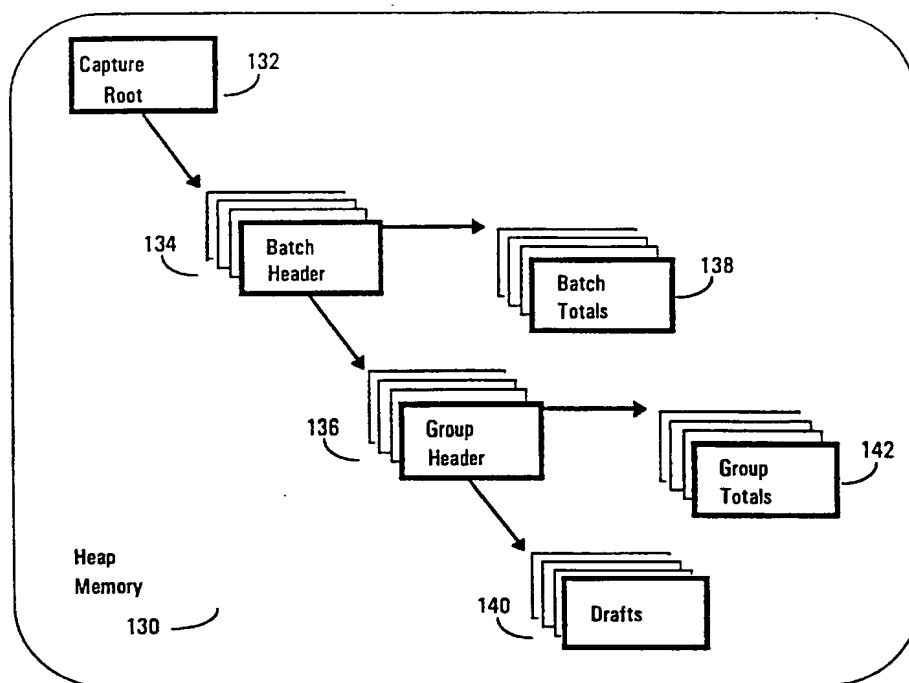 Capture
Root
132
134
Batch
Header
Batch
Totals
138
136
Group
Header
Group
Totals
142
Heap
Memory
130
140
Drafts